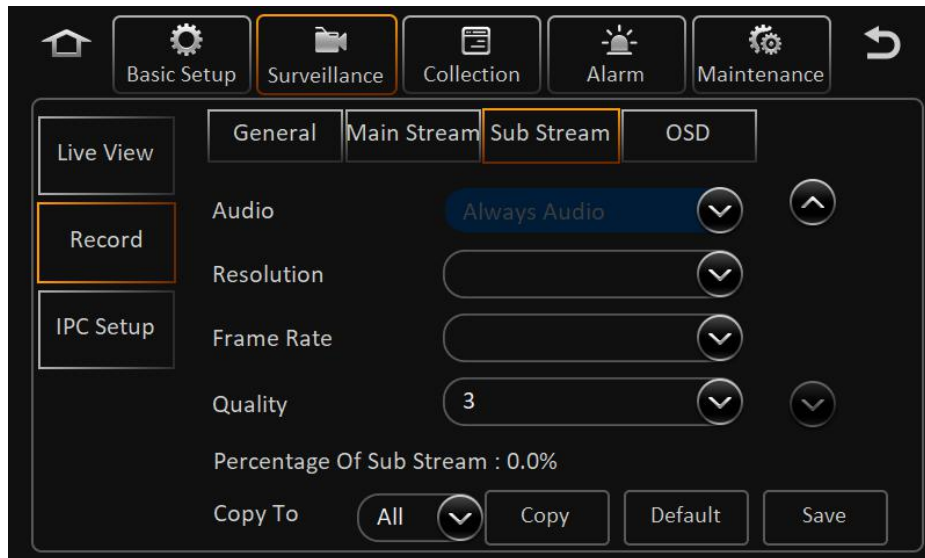 Basic Setup Surveillance Collection Alarm Maintenance
General Main Stream Sub Stream OSD
Live View
Audio Always Audio
Record
Resolution
IPC Setup
Frame Rate
Quality 3
Percentage Of Sub Stream : 0.0%
Copy To All Copy Default Save